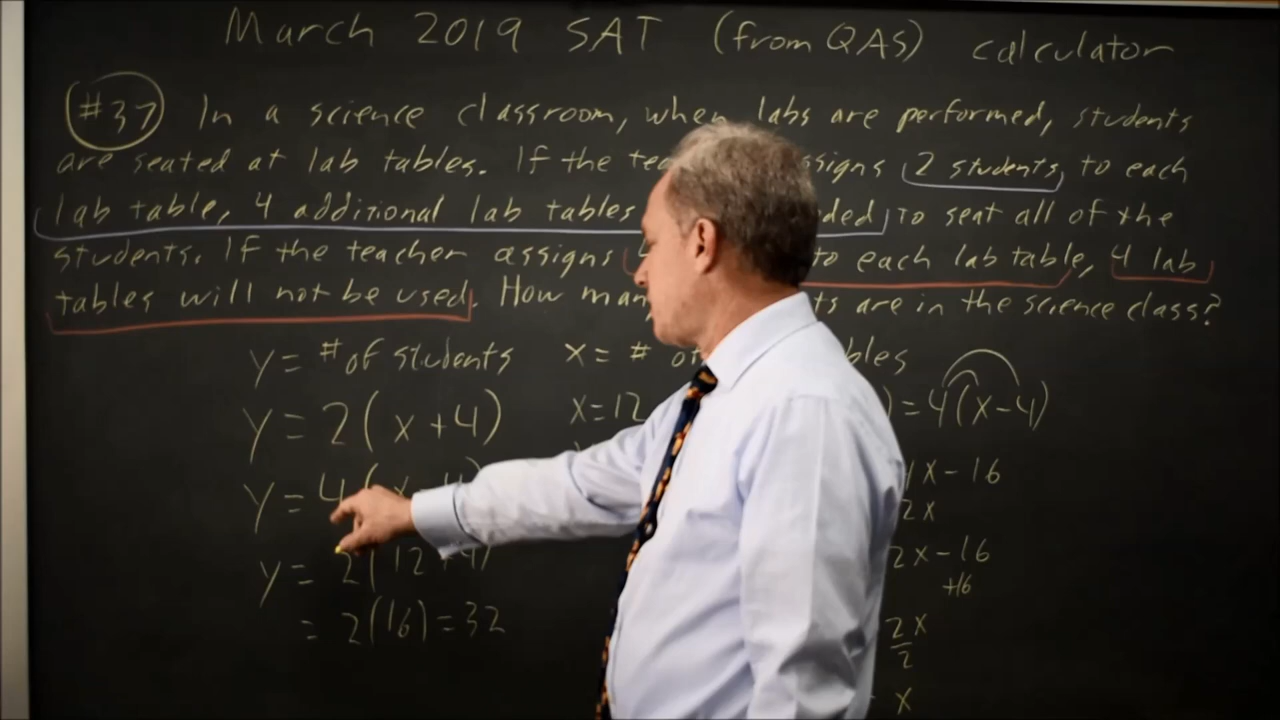 March 2019 SAT (from QAS) calculator
#37 In a science classroom, when labs are performed, students
are seated at lab tables. If the signs 2 students to each
lab table, 4 additional lab tables ded to seat all of the
students. If the teacher assigns to each lab table, 4 lab
tables will not be used. How man ts are in the science class?
y = # of students x = # of bles
y = 2(x+4) x=12 )=4(x-4)
y = 4( x - 4) x - 16
y = 2(12+4) 2x
= 2(16) = 32 2x-16
+16
2x
2
x